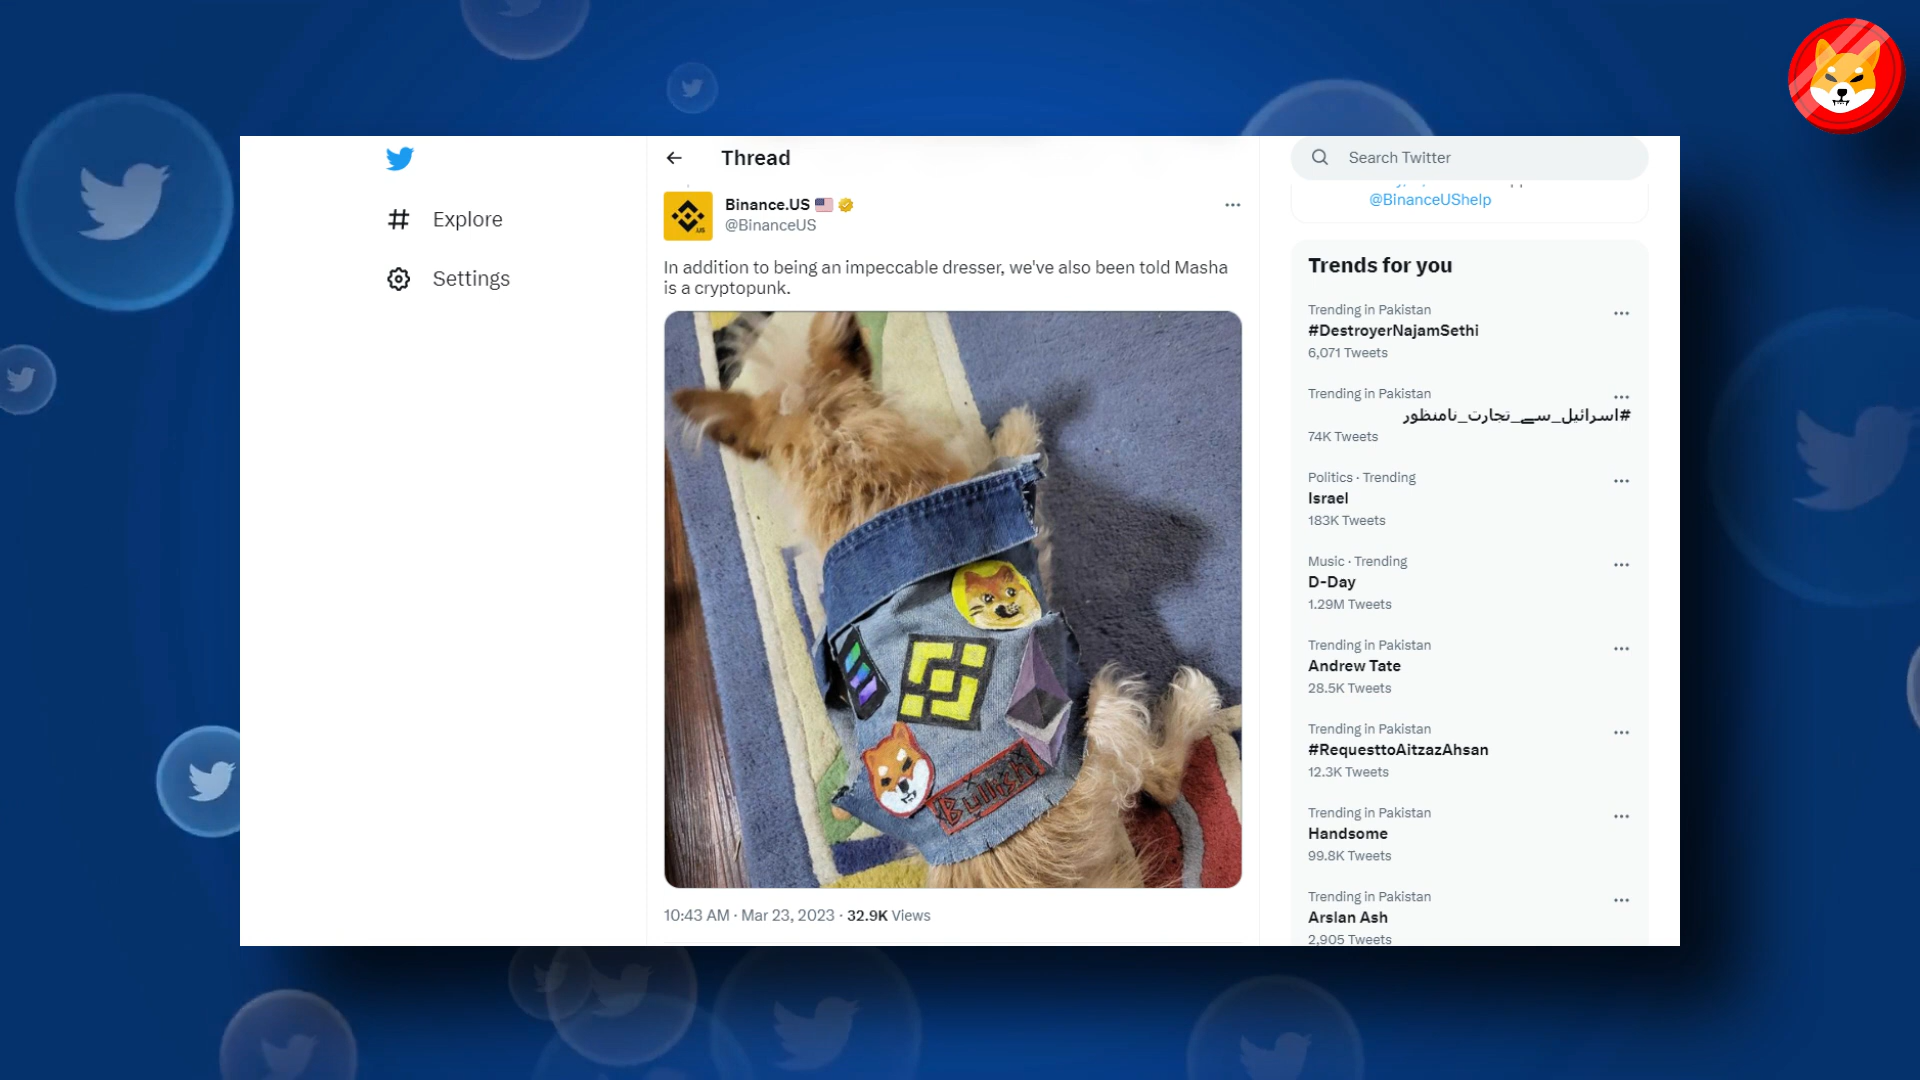 Explore
Settings
Thread
Binance.US
@BinanceUS
In addition to being an impeccable dresser, we've also been told Masha
is a cryptopunk.
Bullish
10:43 AM · Mar 23, 2023 · 32.9K Views
Search Twitter
@BinanceUShelp
Trends for you
Trending in Pakistan
#DestroyerNajamSethi
6,071 Tweets
Trending in Pakistan
#اسرائیل_سے_تجارت_نامنظور
74K Tweets
Politics · Trending
Israel
183K Tweets
Music · Trending
D-Day
1.29M Tweets
Trending in Pakistan
Andrew Tate
28.5K Tweets
Trending in Pakistan
#RequesttoAitzazAhsan
12.3K Tweets
Trending in Pakistan
Handsome
99.8K Tweets
Trending in Pakistan
Arslan Ash
2,905 Tweets